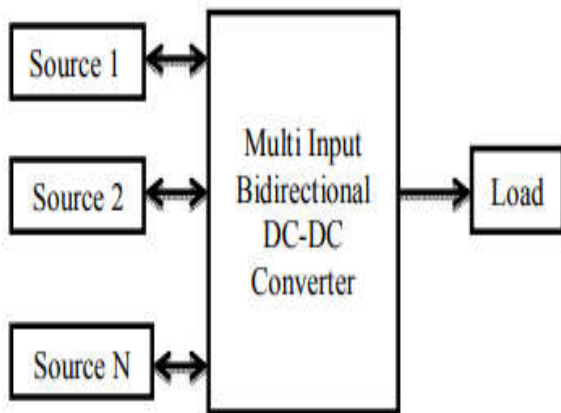 Source 1
Source 2
Source N
Multi Input
Bidirectional
DC-DC
Converter
Load